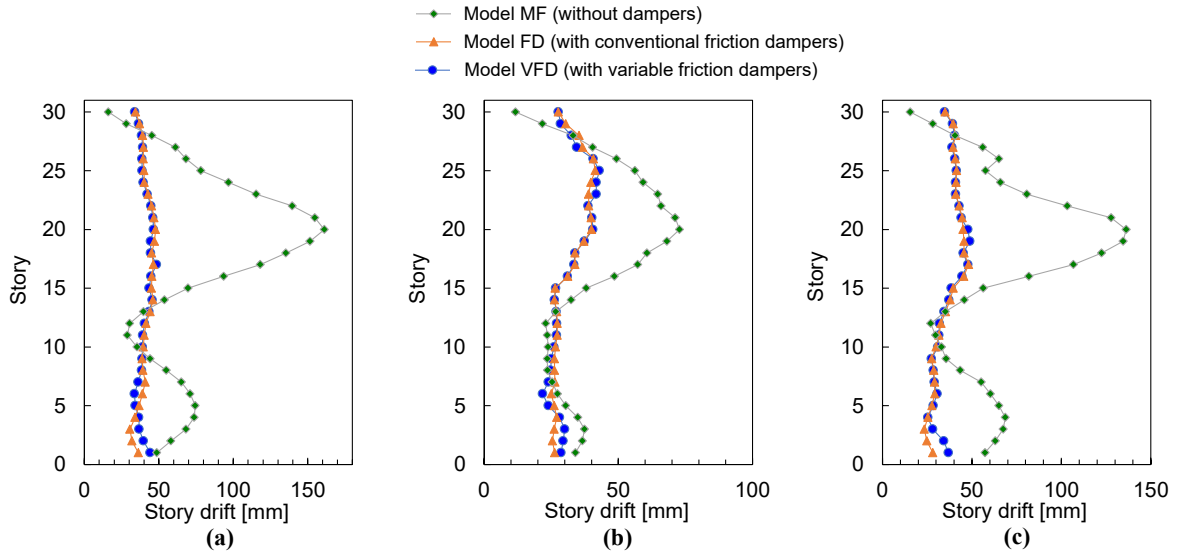 Model MF (without dampers)
Model FD (with conventional friction dampers)
Model VFD (with variable friction dampers)
30
25
20
15
10
5
0
Story
0 50 100 150
Story drift [mm]
(a)
30
25
20
15
10
5
0
Story
0 50 100
Story drift [mm]
(b)
30
25
20
15
10
5
0
Story
0 50 100 150
Story drift [mm]
(c)